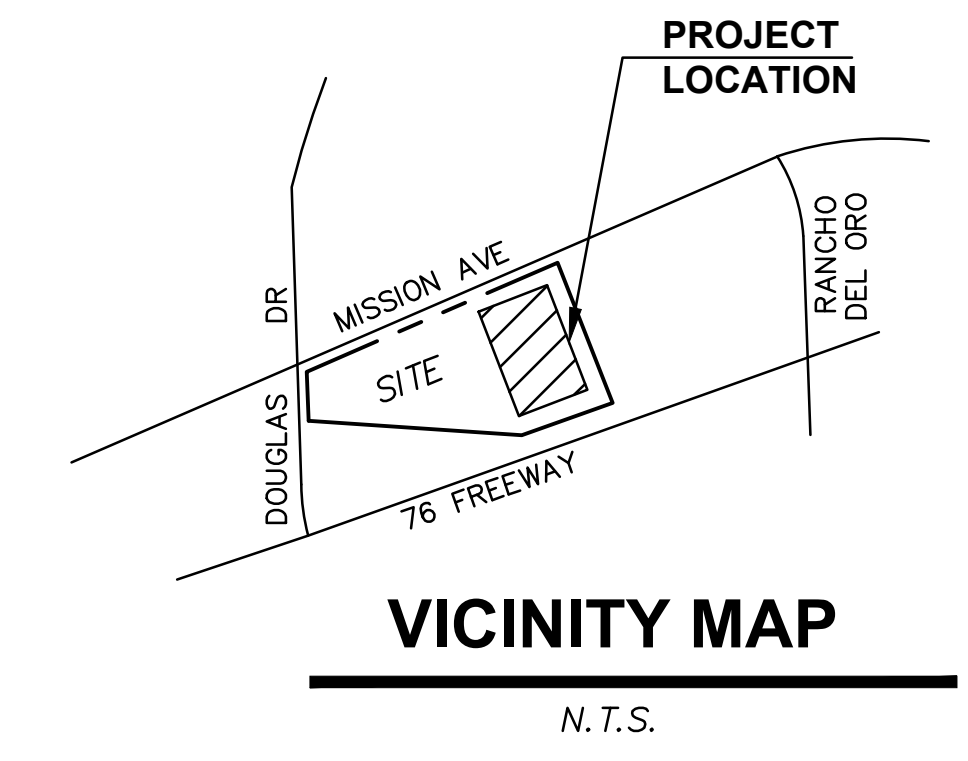 PROJECT
LOCATION
RANCHO
DEL ORO
MISSION AVE
DOUGLAS DR
SITE
76 FREEWAY
VICINITY MAP
N.T.S.